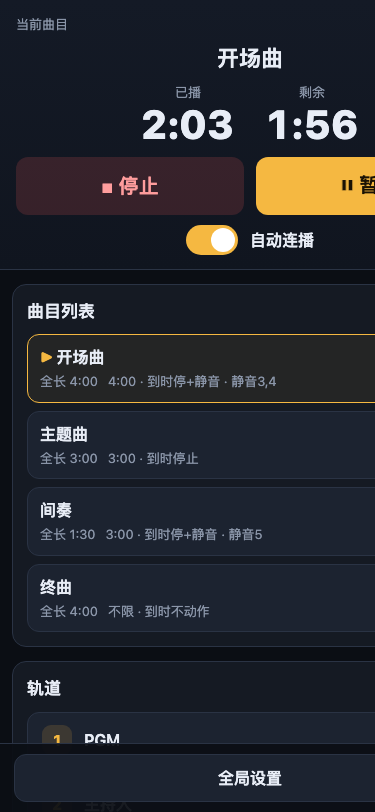 当前曲目
开场曲
已播 剩余
2:03 1:56
停止 暂
自动连播
曲目列表
开场曲
全长 4:00 4:00 · 到时停+静音 · 静音3,4
主题曲
全长 3:00 3:00 · 到时停止
间奏
全长 1:30 3:00 · 到时停+静音 · 静音5
终曲
全长 4:00 不限 · 到时不动作
轨道
1 PGM
全局设置
2 主持人